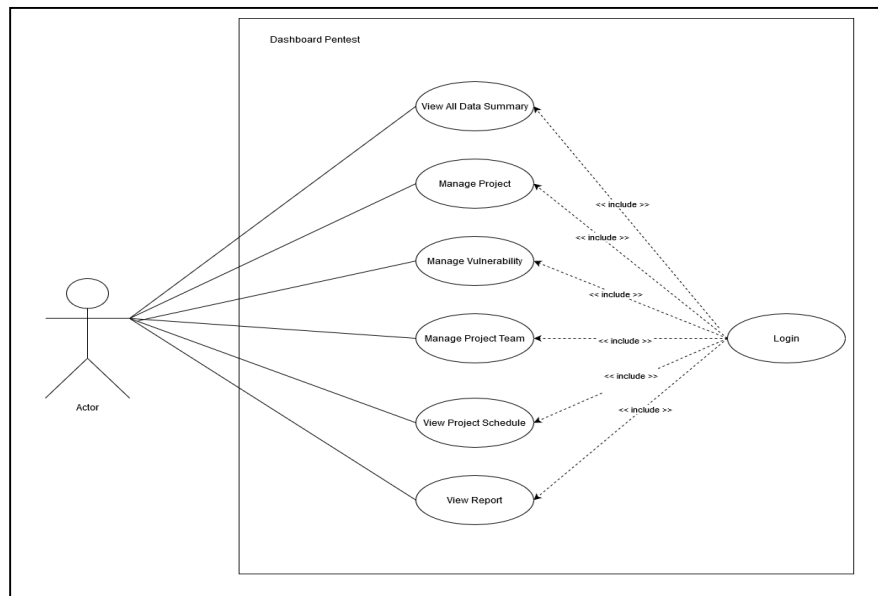 Dashboard Pentest
View All Data Summary
<< include >>
Manage Project
<< include >>
Manage Vulnerability
<< include >>
Manage Project Team
<< include >>
Login
<< include >>
Actor
<< include >>
View Project Schedule
View Report